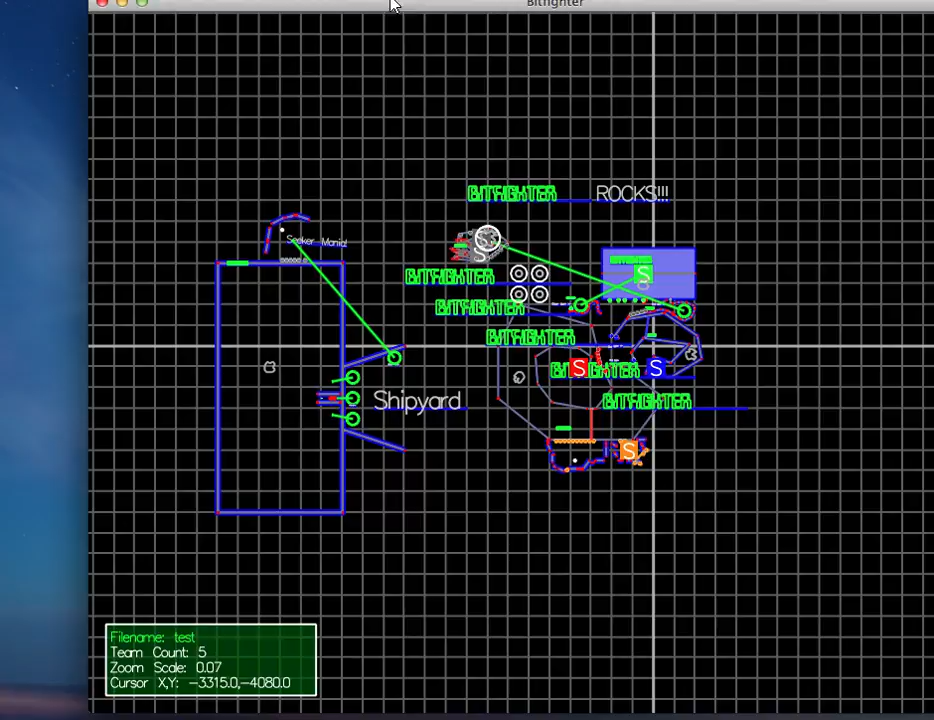 Bitfighter
BITFIGHTER ROCKS!!!
Seeker Mania!
S
S
BITFIGHTER
BITFIGHTER
S
BITFIGHTER
BITFIGHTER
BITFIGHTER
S
S
Shipyard
BITFIGHTER
S
Filename: test
Team Count: 5
Zoom Scale: 0.07
Cursor X,Y: -3315.0,-4080.0